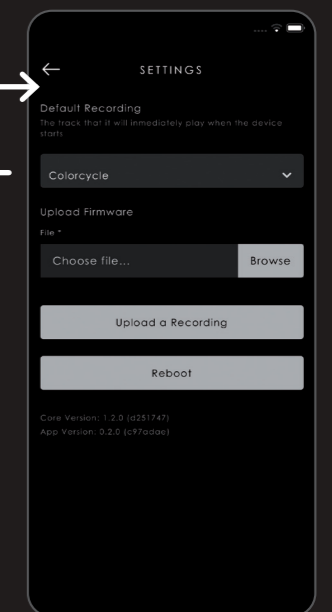 SETTINGS
Default Recording
The track that it will inmediately play when the device
starts
Colorcycle
Upload Firmware
File *
Choose file...
Browse
Upload a Recording
Reboot
Core Version: 1.2.0 (d251747)
App Version: 0.2.0 (c97adae)